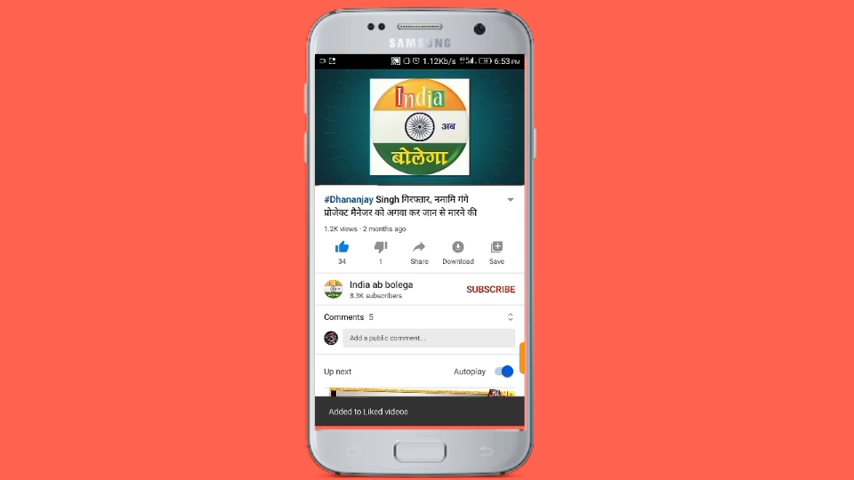 SAMSUNG
1.12Kb/s 6:53 PM
India
अब
बोलेगा
#Dhananjay Singh गिरफ्तार, नमामि गंगे
प्रोजेक्ट मैनेजर को अगवा कर जान से मारने की
1.2K views · 2 months ago
34 1 Share Download Save
India ab bolega
8.3K subscribers
SUBSCRIBE
Comments 5
Add a public comment...
Up next Autoplay
Added to Liked videos